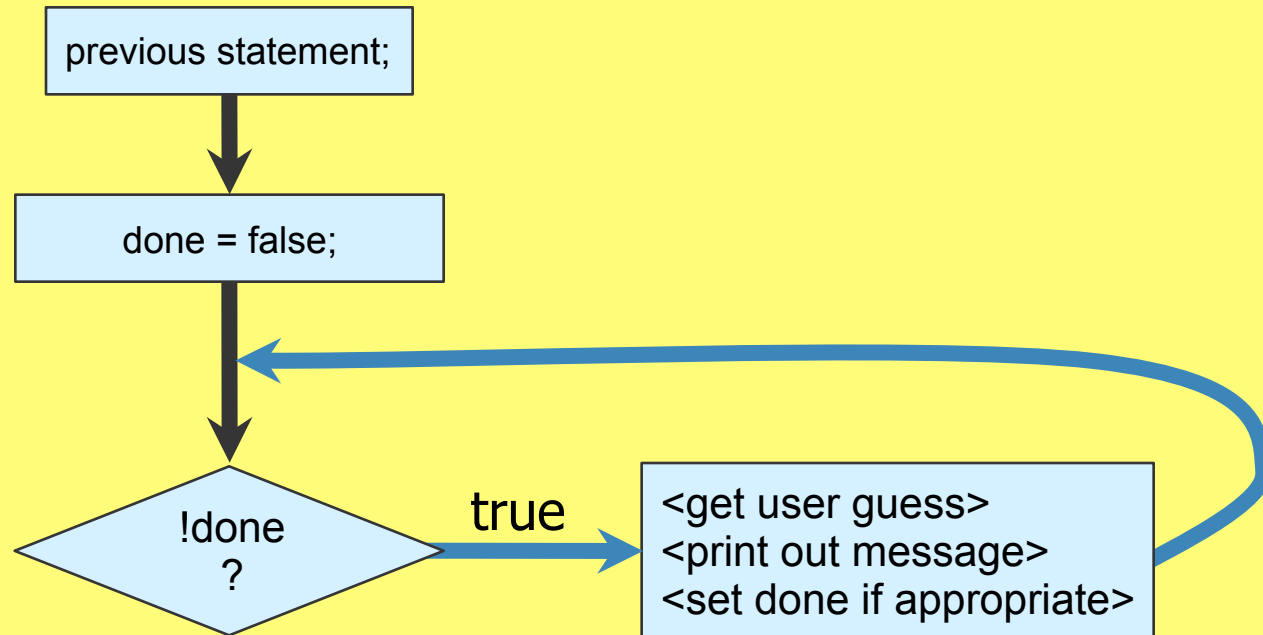 previous statement;
done = false;
!done
?
true
<get user guess>
<print out message>
<set done if appropriate>